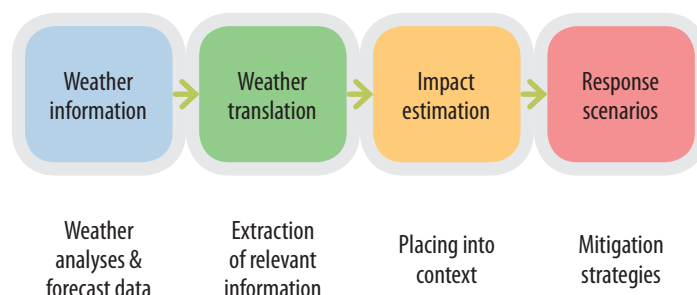 Weather
information
Weather
translation
Impact
estimation
Response
scenarios
Weather
analyses &
forecast data
Extraction
of relevant
information
Placing into
context
Mitigation
strategies